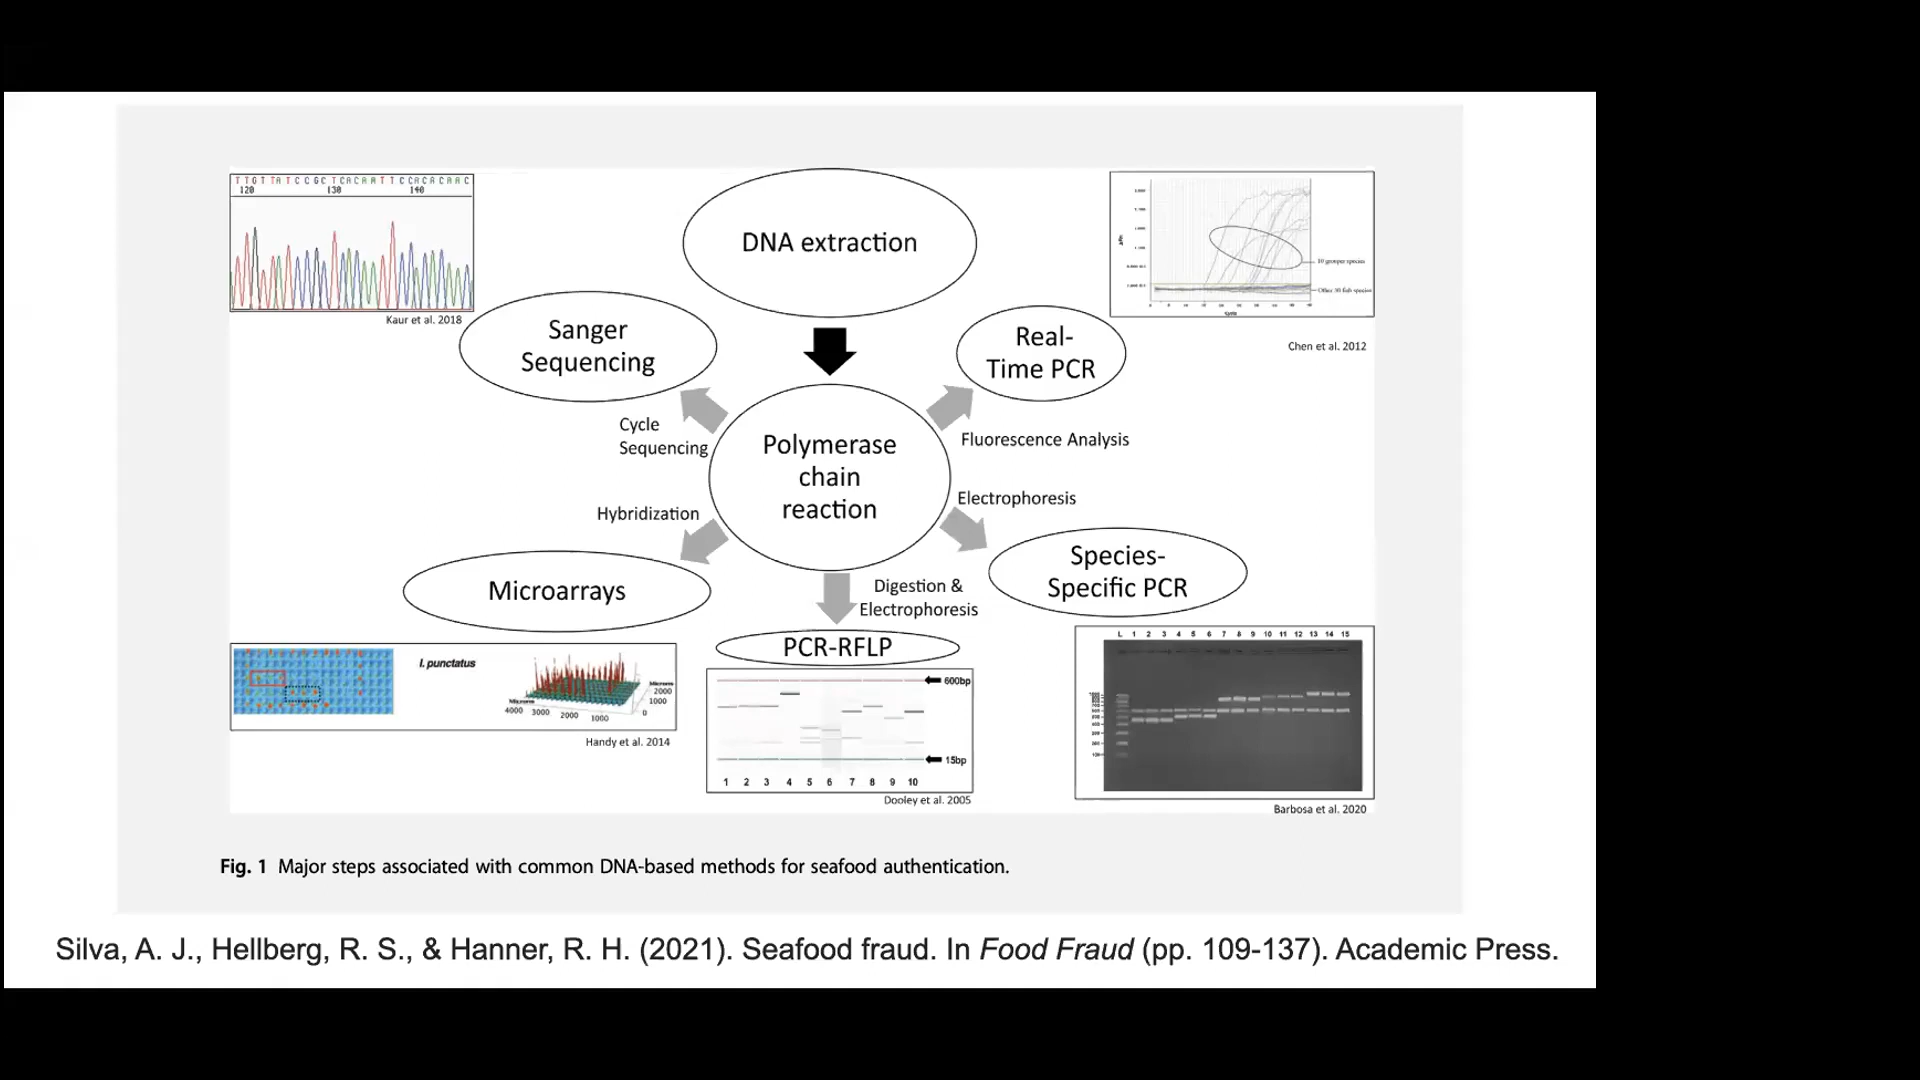 TTGTTATCCGCTCACAATTCCACACAAC
120 130 140
Kaur et al. 2018
DNA extraction
10 grouper species
Other 30 fish species
Cycle
Chen et al. 2012
Sanger
Sequencing
Real-
Time PCR
Cycle
Sequencing
Polymerase
chain
reaction
Fluorescence Analysis
Hybridization
Electrophoresis
Microarrays
Species-
Specific PCR
Digestion &
Electrophoresis
PCR-RFLP
I. punctatus
Microns
4000 3000 2000 1000
Microns
2000
1000
0
Handy et al. 2014
600bp
15bp
1 2 3 4 5 6 7 8 9 10
Dooley et al. 2005
L 1 2 3 4 5 6 7 8 9 10 11 12 13 14 15
Barbosa et al. 2020
Fig. 1 Major steps associated with common DNA-based methods for seafood authentication.
Silva, A. J., Hellberg, R. S., & Hanner, R. H. (2021). Seafood fraud. In Food Fraud (pp. 109-137). Academic Press.